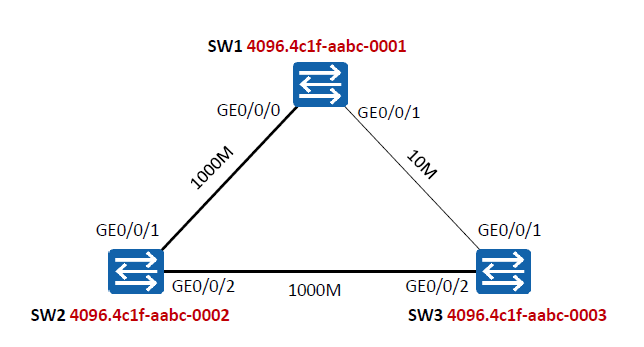 SW1 4096.4c1f-aabc-0001
GE0/0/0
GE0/0/1
1000M
10M
GE0/0/1
GE0/0/1
GE0/0/2
1000M
GE0/0/2
SW2 4096.4c1f-aabc-0002
SW3 4096.4c1f-aabc-0003